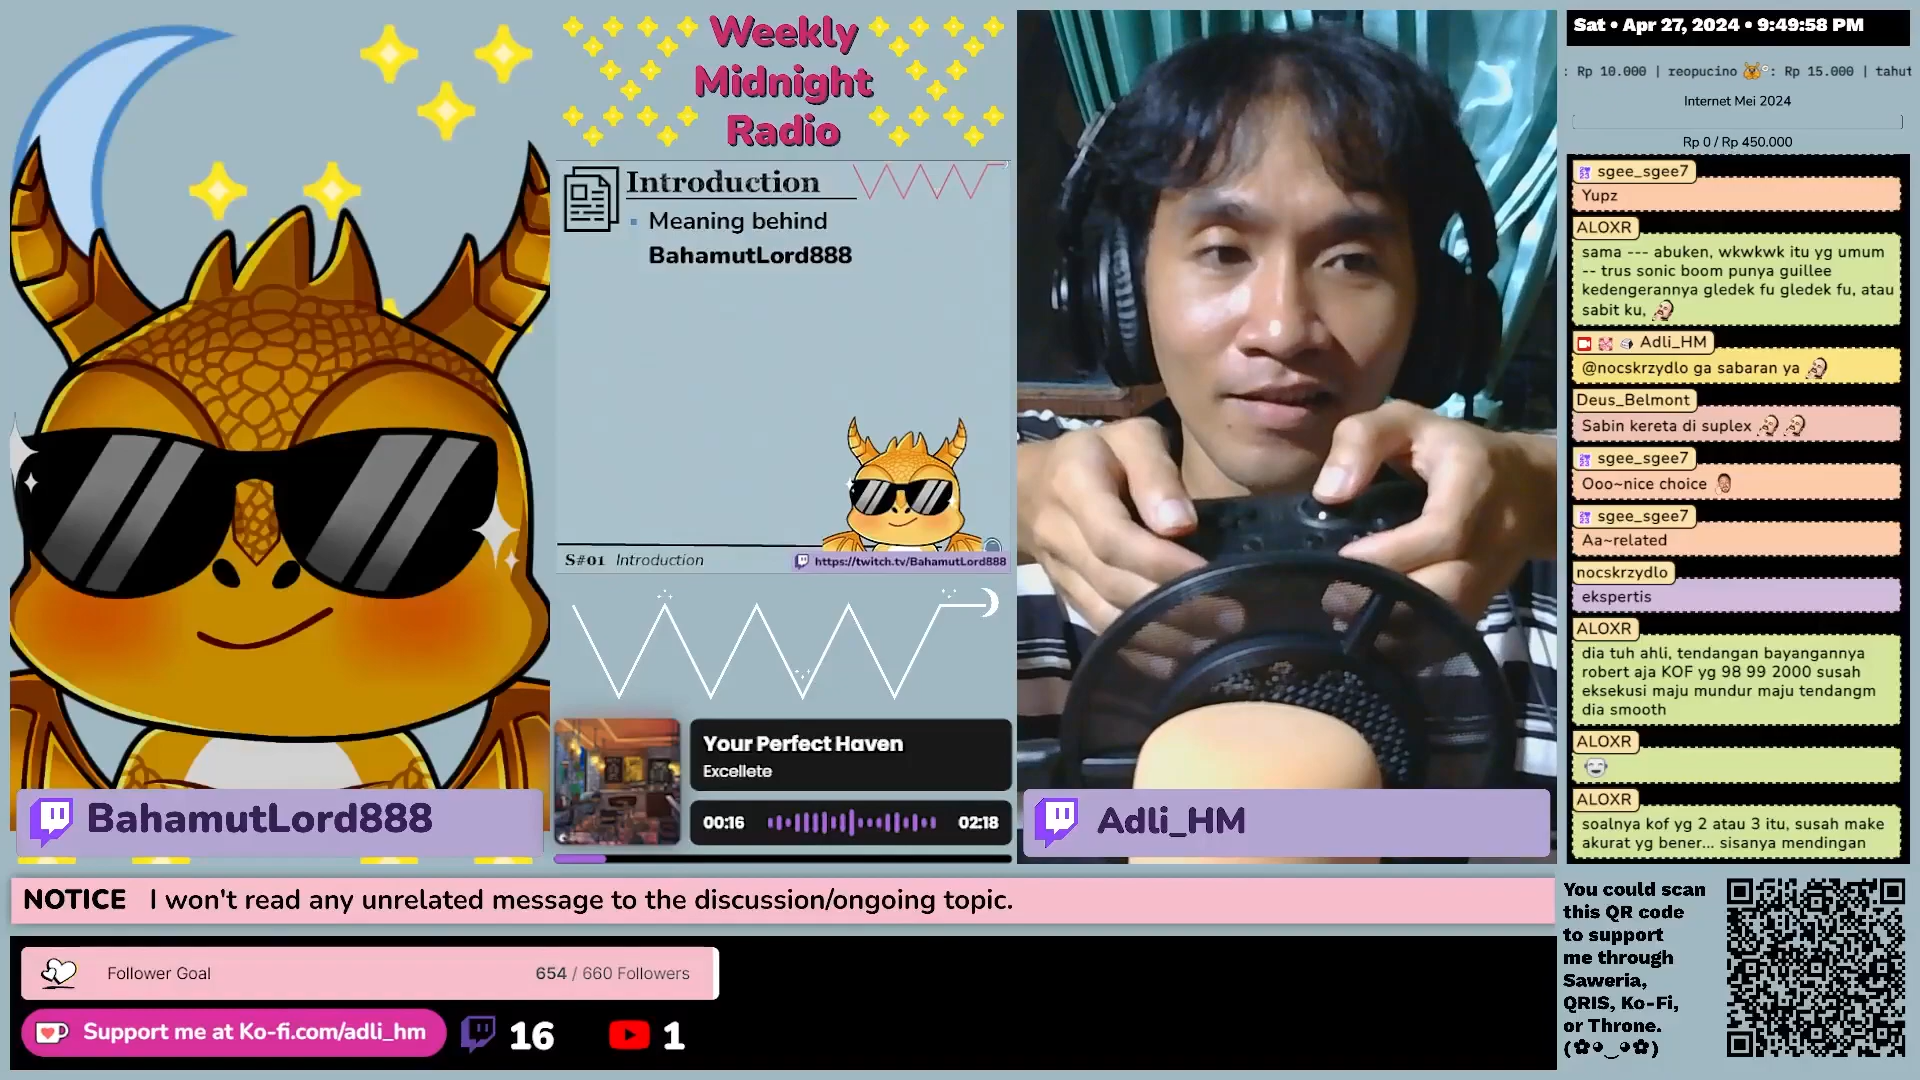 Weekly
Midnight
Radio
Introduction
Meaning behind
BahamutLord888
S#01 Introduction
https://twitch.tv/BahamutLord888
Your Perfect Haven
Excellete
00:16
02:18
BahamutLord888
Adli_HM
Sat • Apr 27, 2024 • 9:49:58 PM
: Rp 10.000 | reopucino : Rp 15.000 | tahut
Internet Mei 2024
Rp 0 / Rp 450.000
sgee_sgee7
Yupz
ALOXR
sama --- abuken, wkwkwk itu yg umum
-- trus sonic boom punya guillee
kedengerannya gledek fu gledek fu, atau
sabit ku,
Adli_HM
@nocskrzydlo ga sabaran ya
Deus_Belmont
Sabin kereta di suplex
sgee_sgee7
Ooo~nice choice
sgee_sgee7
Aa~related
nocskrzydlo
ekspertis
ALOXR
dia tuh ahli, tendangan bayangannya
robert aja KOF yg 98 99 2000 susah
eksekusi maju mundur maju tendangm
dia smooth
ALOXR
ALOXR
soalnya kof yg 2 atau 3 itu, susah make
akurat yg bener... sisanya mendingan
NOTICE I won't read any unrelated message to the discussion/ongoing topic.
Follower Goal
654 / 660 Followers
Support me at Ko-fi.com/adli_hm
16
1
You could scan
this QR code
to support
me through
Saweria,
QRIS, Ko-Fi,
or Throne.
(✿◕‿◕✿)